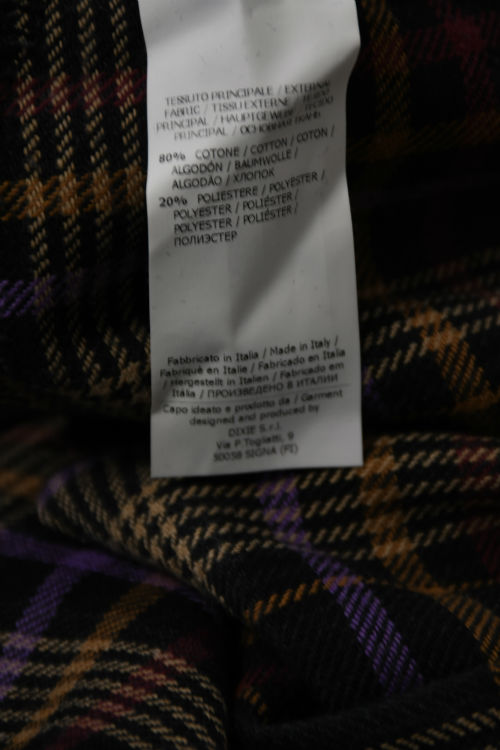 TESSUTO PRINCIPALE / EXTERNAL
FABRIC / TISSU EXTERNE / TEJIDO
PRINCIPAL / HAUPTGEWEBE / TECIDO
PRINCIPAL / ОСНОВНАЯ ТКАНЬ
80% COTONE / COTTON / COTON /
ALGODÓN / BAUMWOLLE /
ALGODÃO / ХЛОПОК
20% POLIESTERE / POLYESTER /
POLYESTER / POLIÉSTER /
POLYESTER / POLIÉSTER /
ПОЛИЭСТЕР
Fabbricato in Italia / Made in Italy /
Fabriqué en Italie / Fabricado en Italia
/ Hergestellt in Italien / Fabricado em
Itália / ПРОИЗВЕДЕНО В ИТАЛИИ
Capo ideato e prodotto da / Garment
designed and produced by
DIXIE S.r.l.
Via P.Togliatti, 9
50058 SIGNA (FI)